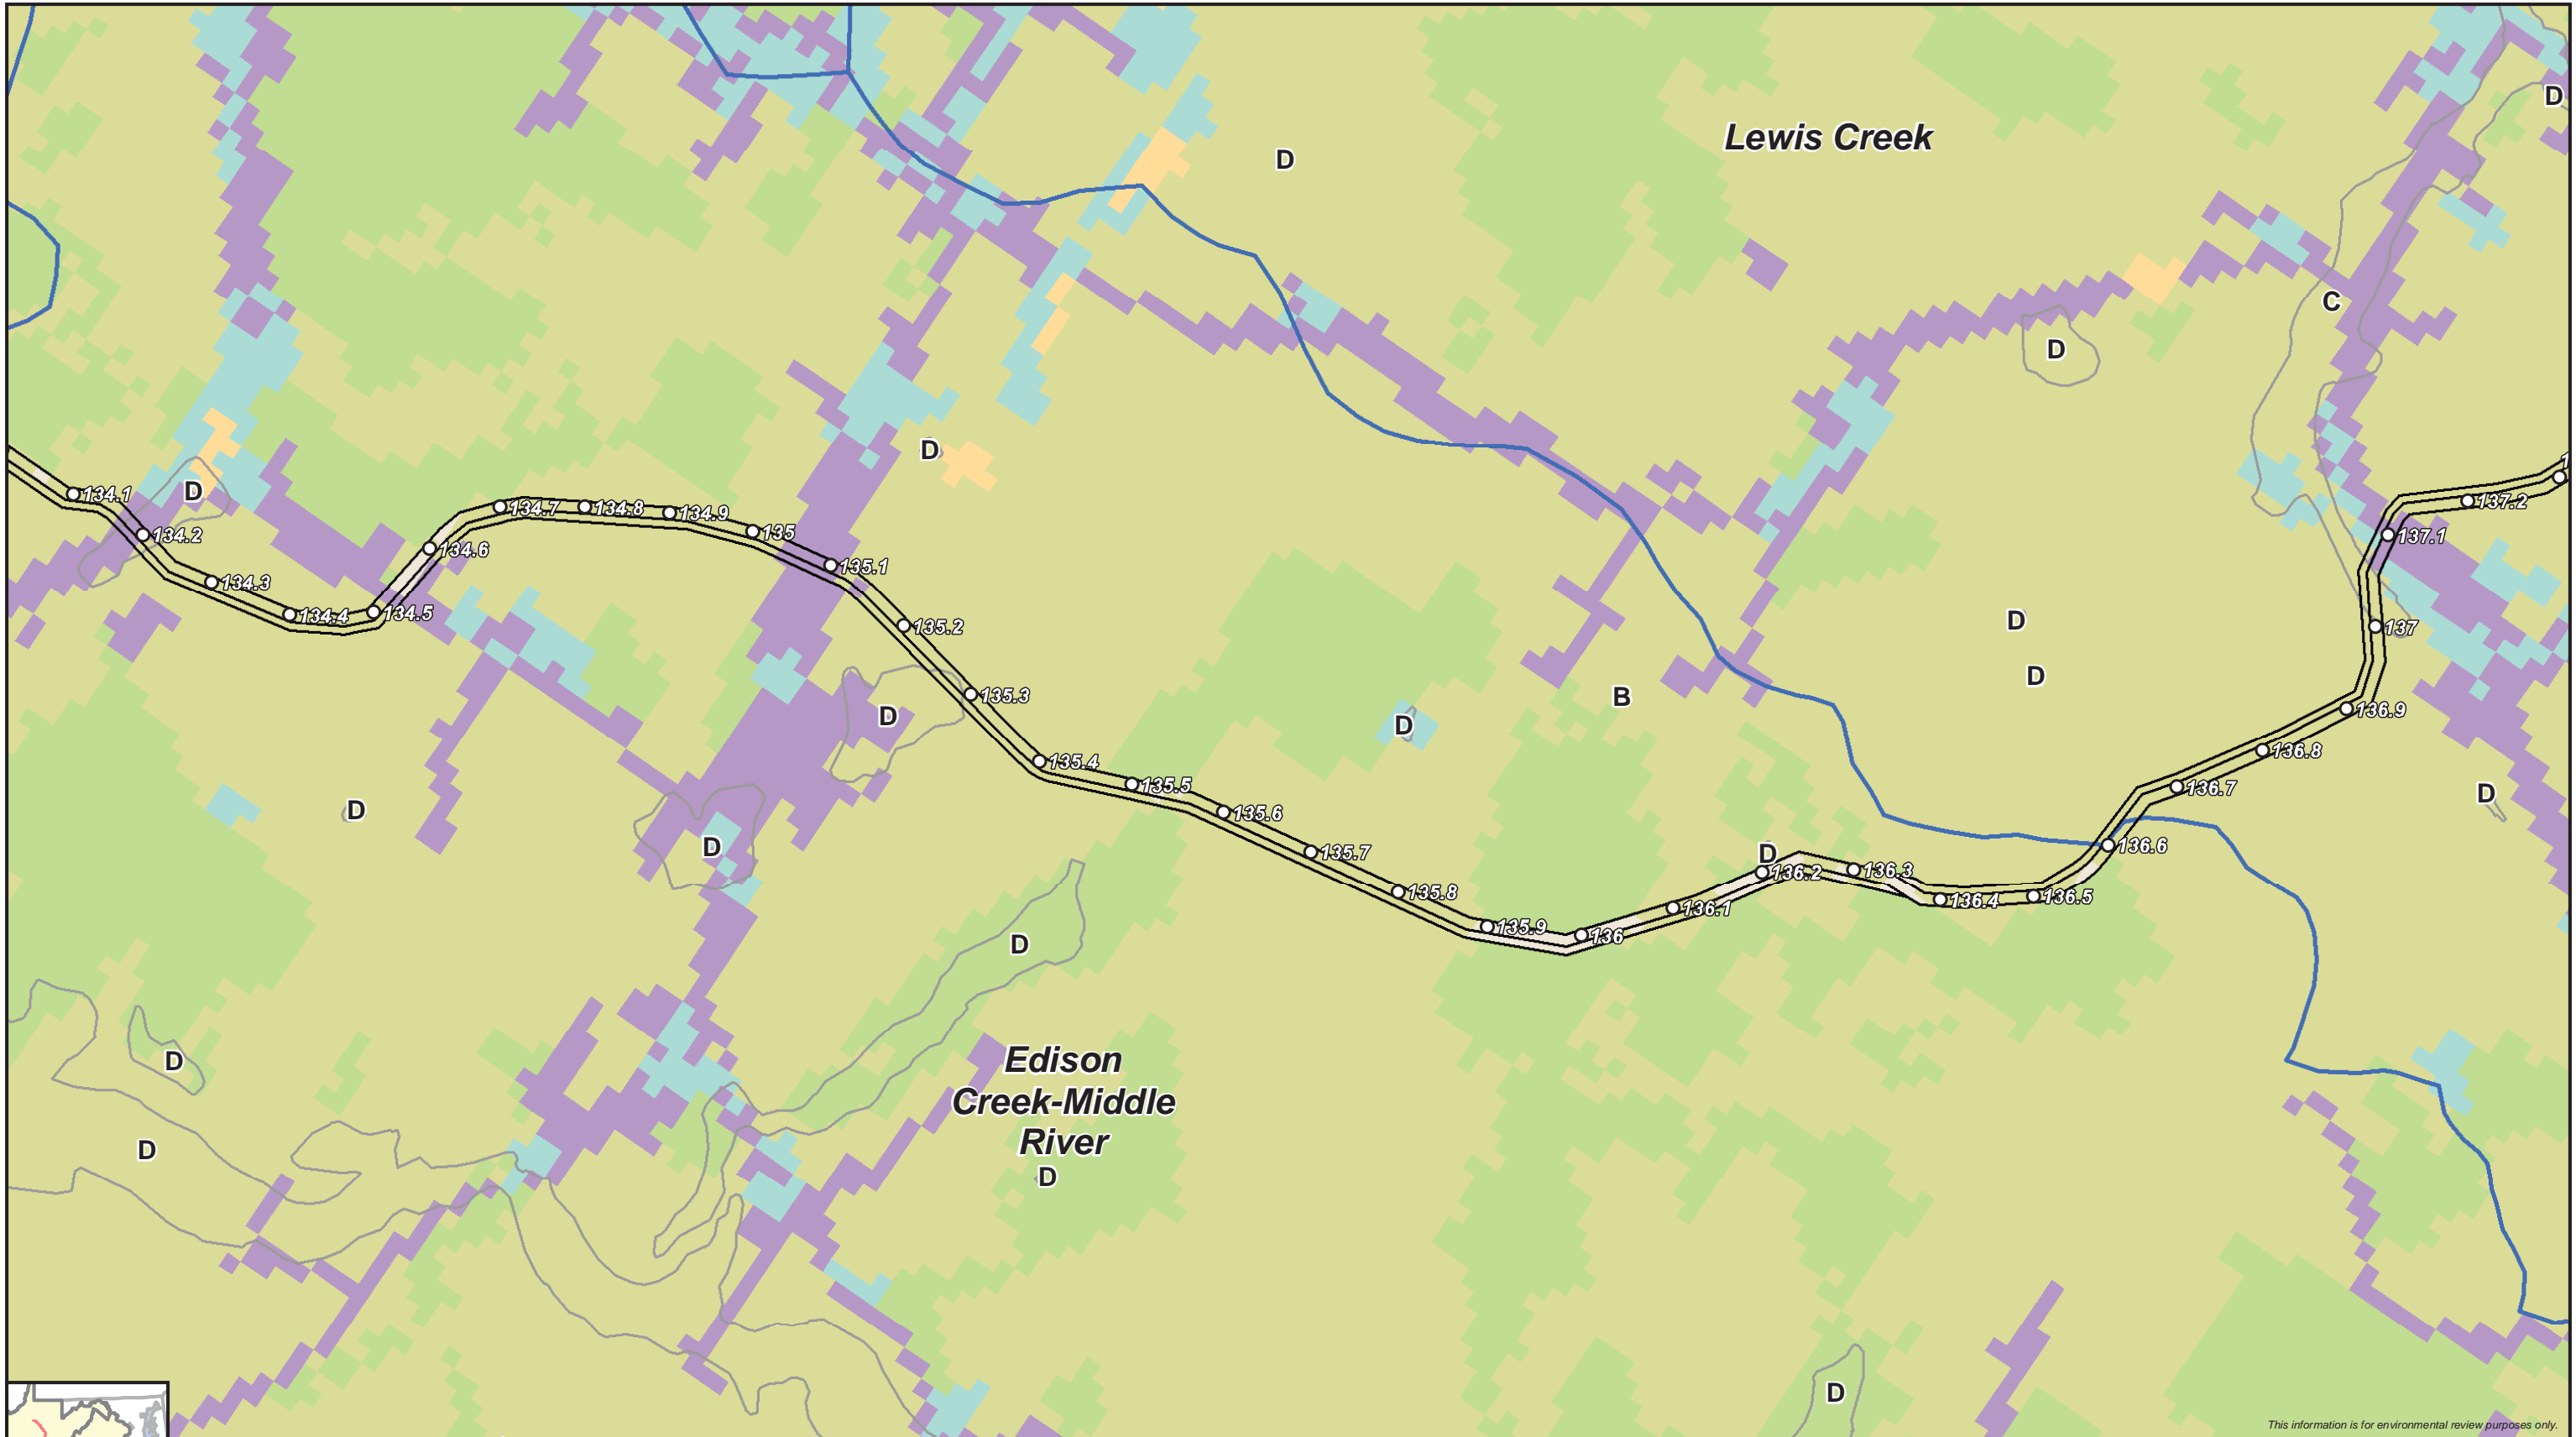 D
Lewis Creek
D
C
D
D
1
134.1
D
137.2
134.7
134.8
134.9
135
134.2
137.1
134.6
135.1
134.3
134.4
134.5
D
135.2
137
D
135.3
B
D
D
136.9
135.4
136.8
135.5
136.7
D
D
135.6
D
136.6
135.7
D
136.2
136.3
135.8
136.5
136.4
136.1
135.9
136
D
Edison
Creek-Middle
River
D
D
D
D
This information is for environmental review purposes only.